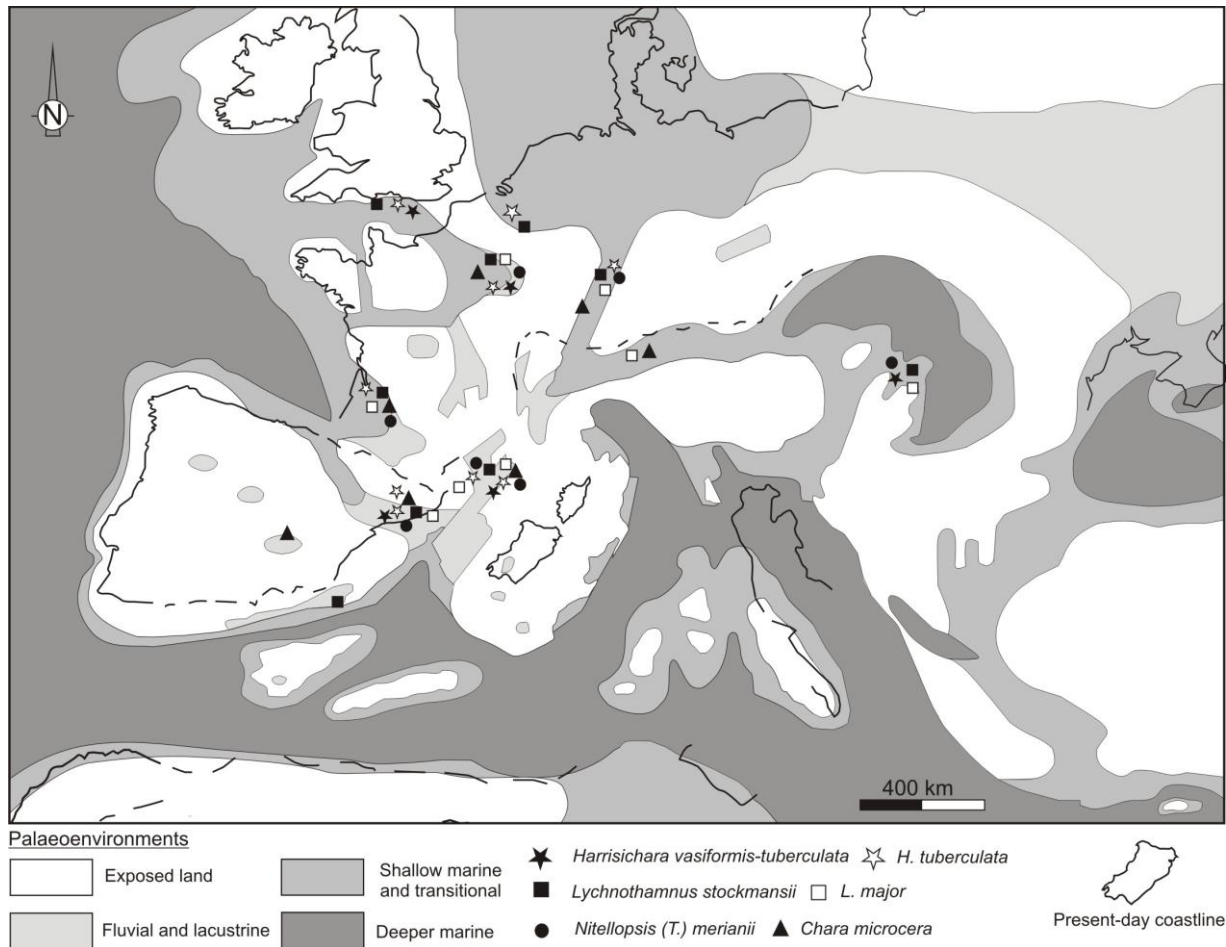 N
400 km
Palaeoenvironments
Exposed land
Shallow marine
and transitional
Fluvial and lacustrine
Deeper marine
Harrisichara vasiformis-tuberculata
H. tuberculata
Lychnothamnus stockmansii
L. major
Nitellopsis (T.) merianii
Chara microcera
Present-day coastline